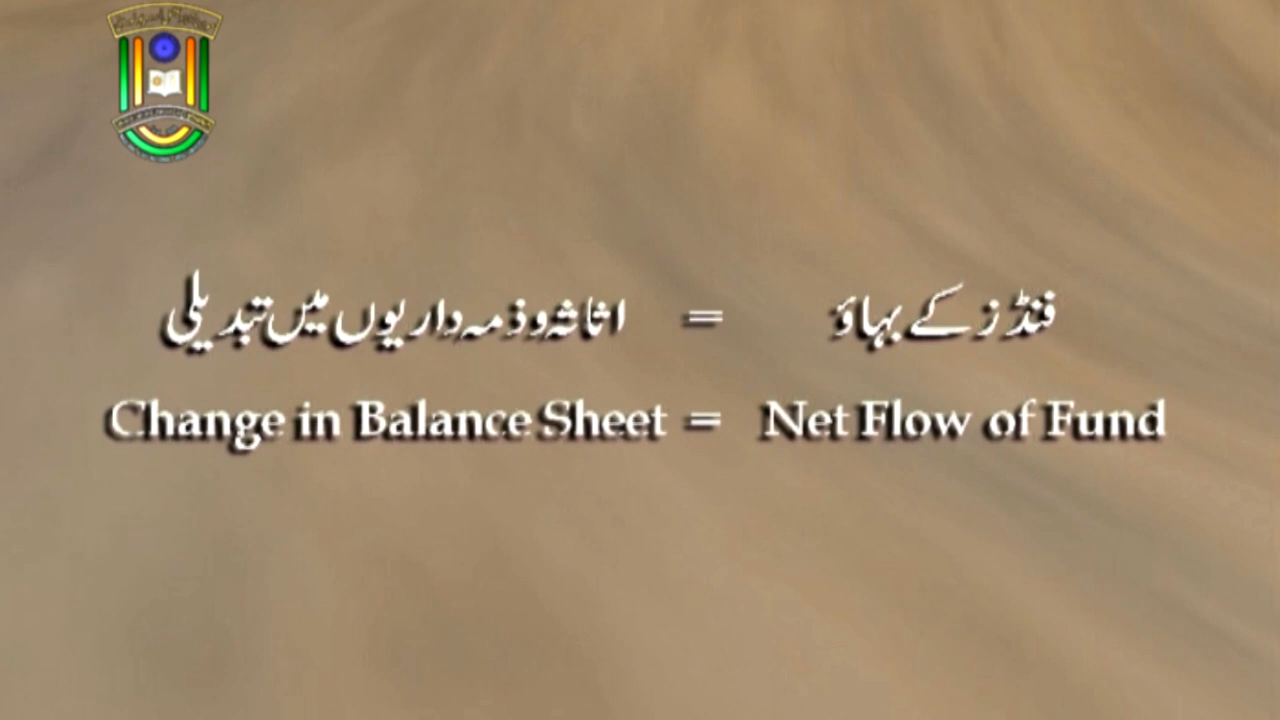 فنڈز کے بہاؤ = اثاثہ و ذمہ داریوں میں تبدیلی
Change in Balance Sheet = Net Flow of Fund